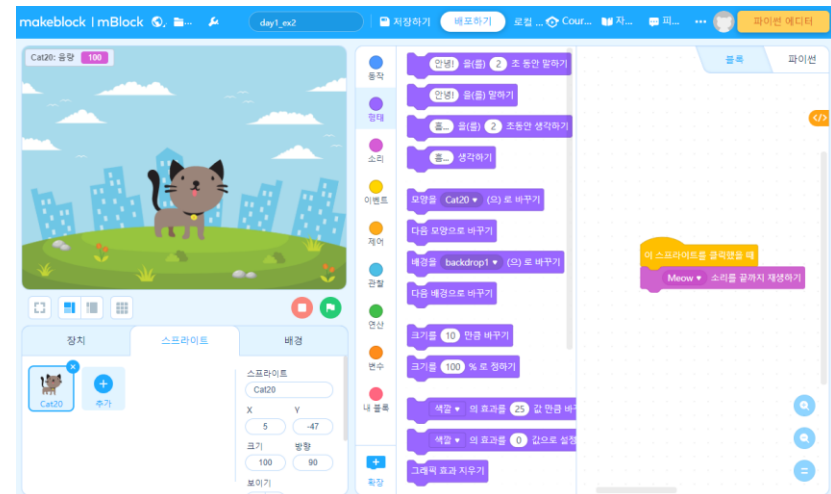 makeblock | mBlock
day1_ex2
저장하기
배포하기
로컬 ...
Cour...
자...
피...
파이썬 에디터
Cat20: 음량 100
동작
형태
소리
이벤트
제어
관찰
연산
변수
내 블록
확장
안녕! 을(를) 2 초 동안 말하기
안녕! 을(를) 말하기
흠... 을(를) 2 초동안 생각하기
흠... 생각하기
모양을 Cat20 (으) 로 바꾸기
다음 모양으로 바꾸기
배경을 backdrop1 (으) 로 바꾸기
다음 배경으로 바꾸기
크기를 10 만큼 바꾸기
크기를 100 % 로 정하기
색깔 의 효과를 25 값 만큼 바
색깔 의 효과를 0 값으로 설정
그래픽 효과 지우기
블록
파이썬
</>
이 스프라이트를 클릭했을 때
Meow 소리를 끝까지 재생하기
장치
스프라이트
배경
Cat20
추가
스프라이트
Cat20
X Y
5 -47
크기 방향
100 90
보이기